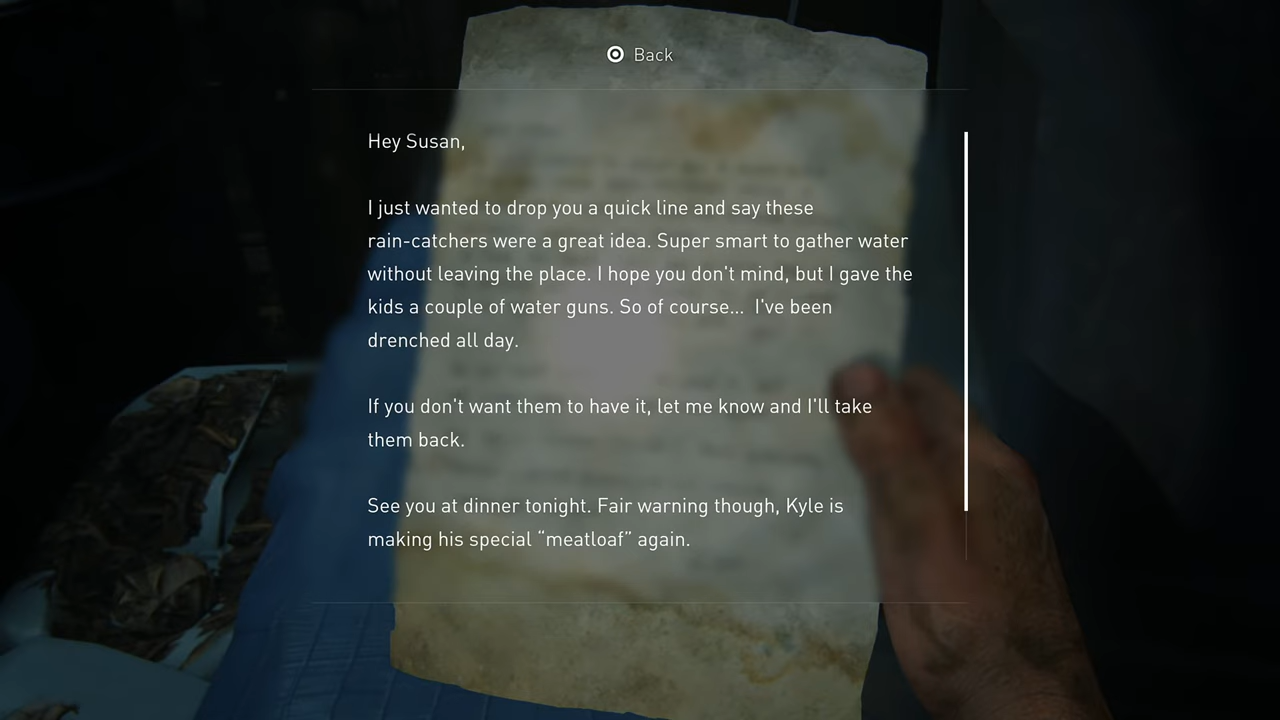 Back
Hey Susan,
I just wanted to drop you a quick line and say these
rain-catchers were a great idea. Super smart to gather water
without leaving the place. I hope you don't mind, but I gave the
kids a couple of water guns. So of course...  I've been
drenched all day.
If you don't want them to have it, let me know and I'll take
them back.
See you at dinner tonight. Fair warning though, Kyle is
making his special “meatloaf” again.